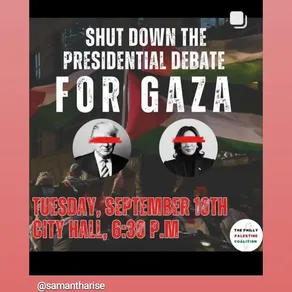 SHUT DOWN THE
PRESIDENTIAL DEBATE
FOR GAZA
TUESDAY, SEPTEMBER 10TH
CITY HALL, 6:30 P.M.
THE PHILLY
PALESTINE
COALITION
@samantharise